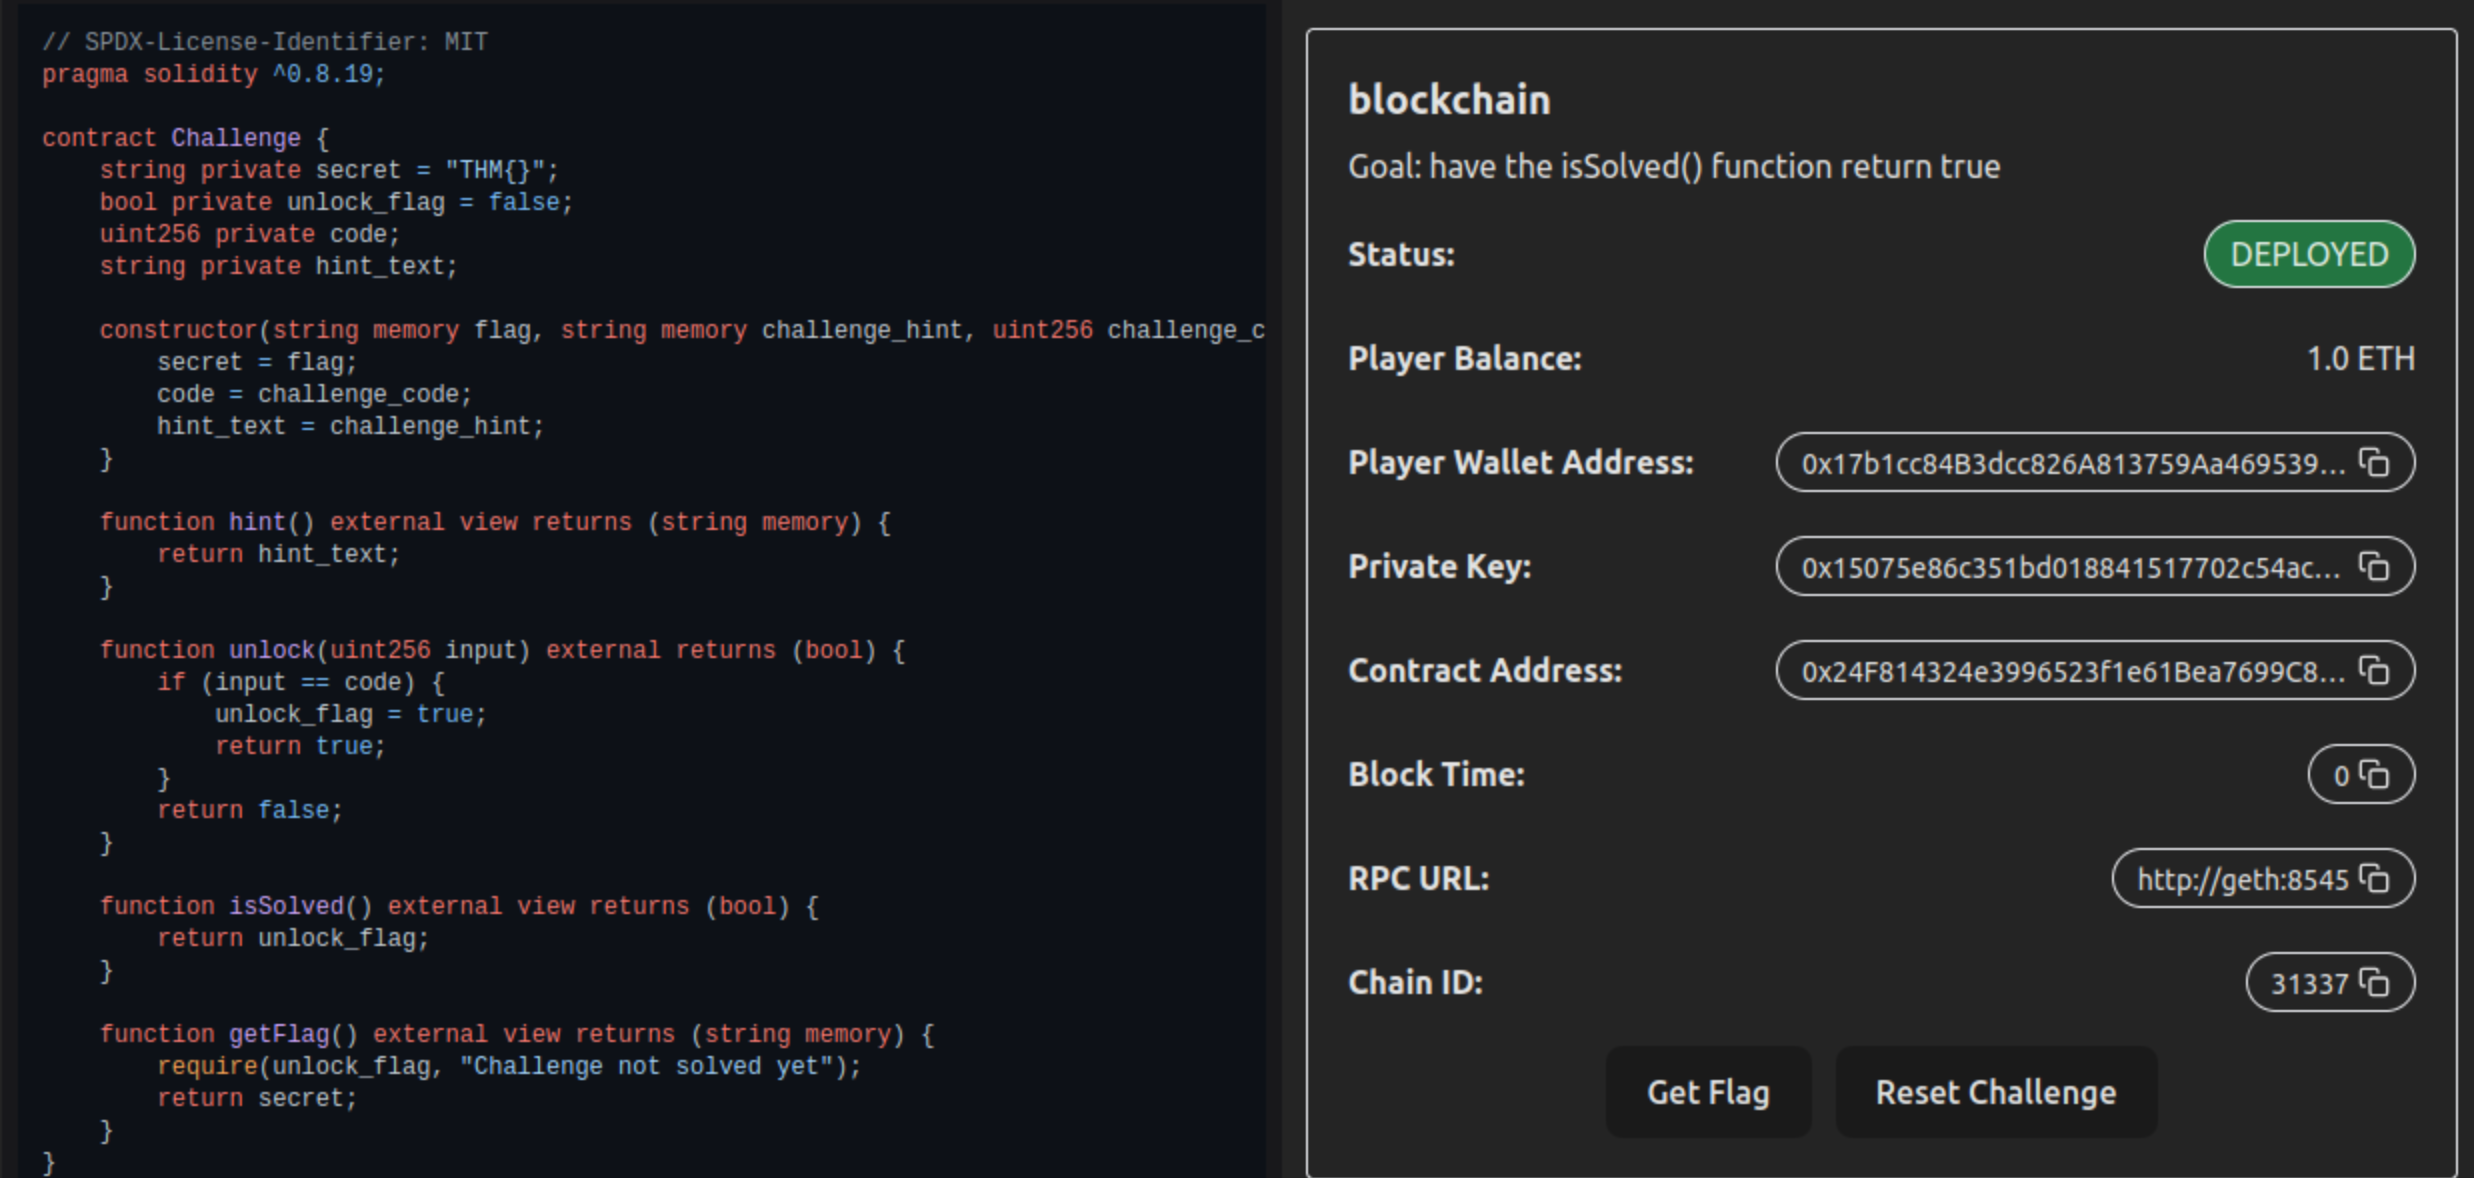 // SPDX-License-Identifier: MIT
pragma solidity ^0.8.19;

contract Challenge {
    string private secret = "THM{}";
    bool private unlock_flag = false;
    uint256 private code;
    string private hint_text;

    constructor(string memory flag, string memory challenge_hint, uint256 challenge_c
        secret = flag;
        code = challenge_code;
        hint_text = challenge_hint;
    }

    function hint() external view returns (string memory) {
        return hint_text;
    }

    function unlock(uint256 input) external returns (bool) {
        if (input == code) {
            unlock_flag = true;
            return true;
        }
        return false;
    }

    function isSolved() external view returns (bool) {
        return unlock_flag;
    }

    function getFlag() external view returns (string memory) {
        require(unlock_flag, "Challenge not solved yet");
        return secret;
    }
}
blockchain
Goal: have the isSolved() function return true
Status: DEPLOYED
Player Balance: 1.0 ETH
Player Wallet Address: 0x17b1cc84B3dcc826A813759Aa469539...
Private Key: 0x15075e86c351bd018841517702c54ac...
Contract Address: 0x24F814324e3996523f1e61Bea7699C8...
Block Time: 0
RPC URL: http://geth:8545
Chain ID: 31337
Get Flag Reset Challenge